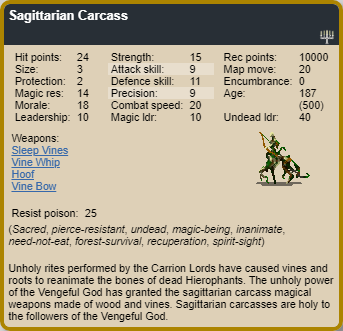 Sagittarian Carcass
Hit points: 24 Strength: 15 Rec points: 10000
Size: 3 Attack skill: 9 Map move: 20
Protection: 2 Defense skill: 11 Encumbrance: 0
Magic res: 14 Precision: 9 Age: 187
Morale: 18 Combat speed: 20 (500)
Leadership: 10 Magic ldr: 10 Undead ldr: 40
Weapons:
Sleep Vines
Vine Whip
Hoof
Vine Bow
Resist poison: 25
(Sacred, pierce-resistant, undead, magic-being, inanimate,
need-not-eat, forest-survival, recuperation, spirit-sight)
Unholy rites performed by the Carrion Lords have caused vines and
roots to reanimate the bones of dead Hierophants. The unholy power
of the Vengeful God has granted the sagittarian carcass magical
weapons made of wood and vines. Sagittarian carcasses are holy to
the followers of the Vengeful God.